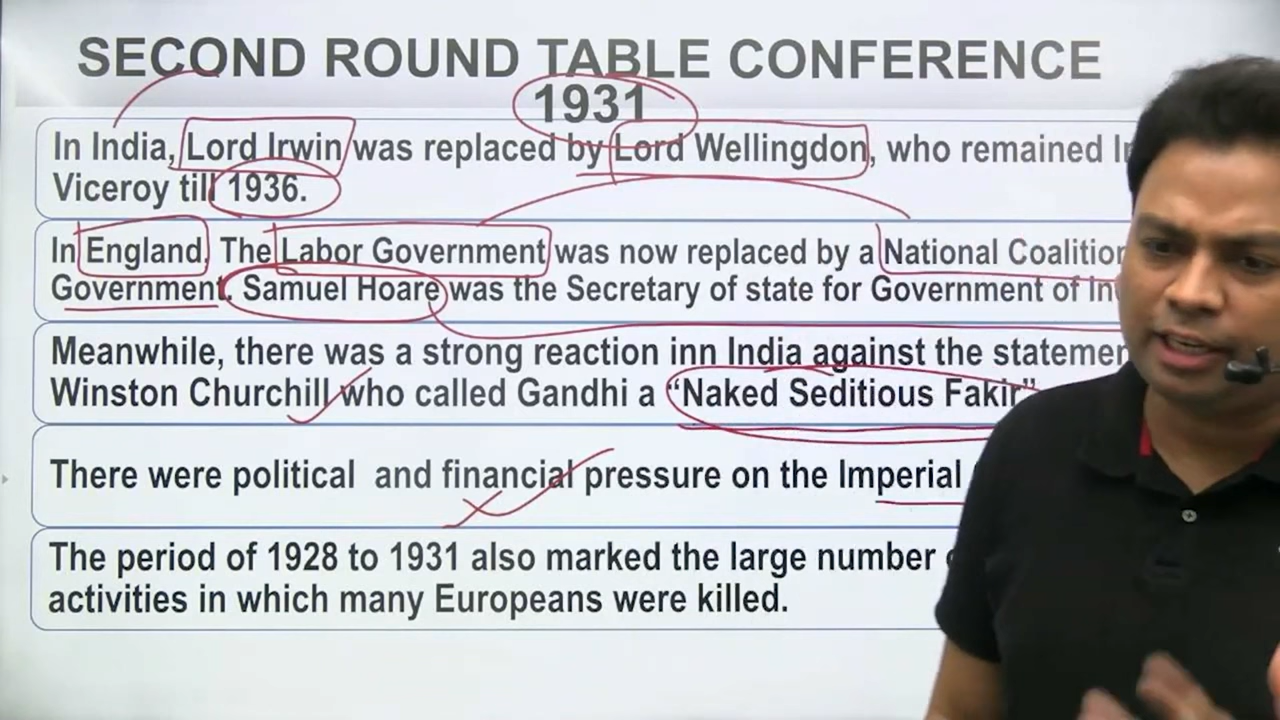 SECOND ROUND TABLE CONFERENCE
1931
In India, Lord Irwin was replaced by Lord Wellingdon, who remained
Viceroy till 1936.
In England, The Labor Government was now replaced by a National
Government. Samuel Hoare was the Secretary of state for Government of
Meanwhile, there was a strong reaction inn India against the
Winston Churchill who called Gandhi a “Naked Seditious Fakir”
There were political and financial pressure on the Imperial
The period of 1928 to 1931 also marked the large number
activities in which many Europeans were killed.